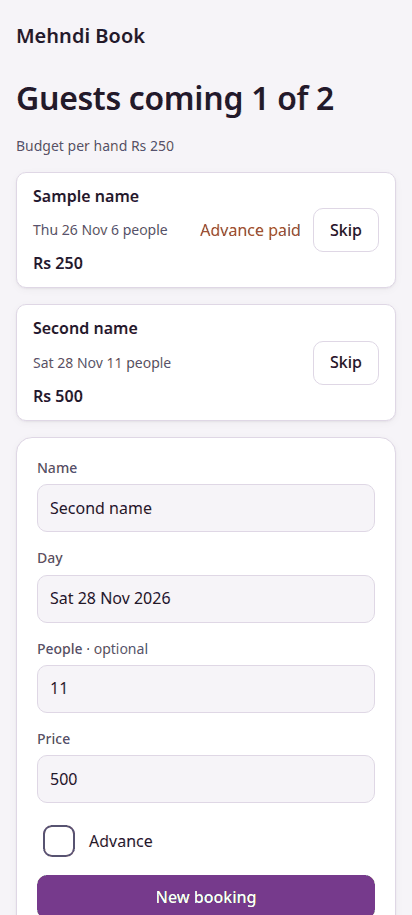 Mehndi Book
Guests coming 1 of 2
Budget per hand Rs 250
Sample name
Thu 26 Nov 6 people
Advance paid
Skip
Rs 250
Second name
Sat 28 Nov 11 people
Skip
Rs 500
Name
Second name
Day
Sat 28 Nov 2026
People · optional
11
Price
500
Advance
New booking